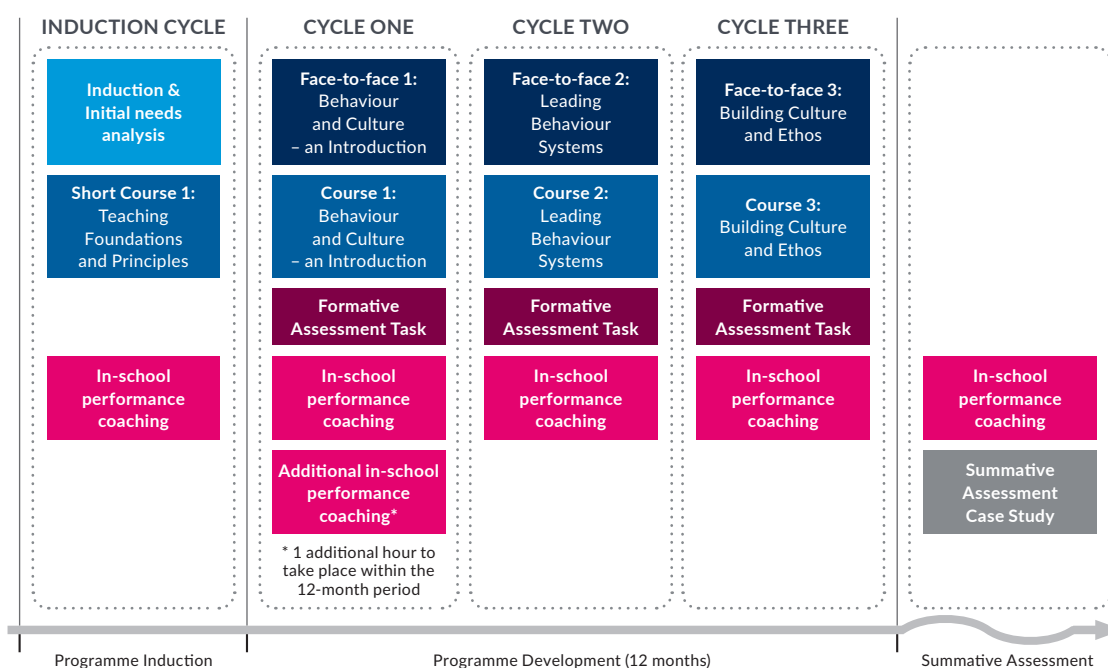 INDUCTION CYCLE
Induction &
Initial needs
analysis
Short Course 1:
Teaching
Foundations
and Principles
In-school
performance
coaching
CYCLE ONE
Face-to-face 1:
Behaviour
and Culture
– an Introduction
Course 1:
Behaviour
and Culture
– an Introduction
Formative
Assessment Task
In-school
performance
coaching
Additional in-school
performance
coaching*
* 1 additional hour to
take place within the
12-month period
CYCLE TWO
Face-to-face 2:
Leading
Behaviour
Systems
Course 2:
Leading
Behaviour
Systems
Formative
Assessment Task
In-school
performance
coaching
CYCLE THREE
Face-to-face 3:
Building Culture
and Ethos
Course 3:
Building Culture
and Ethos
Formative
Assessment Task
In-school
performance
coaching
In-school
performance
coaching
Summative
Assessment
Case Study
Programme Induction
Programme Development (12 months)
Summative Assessment